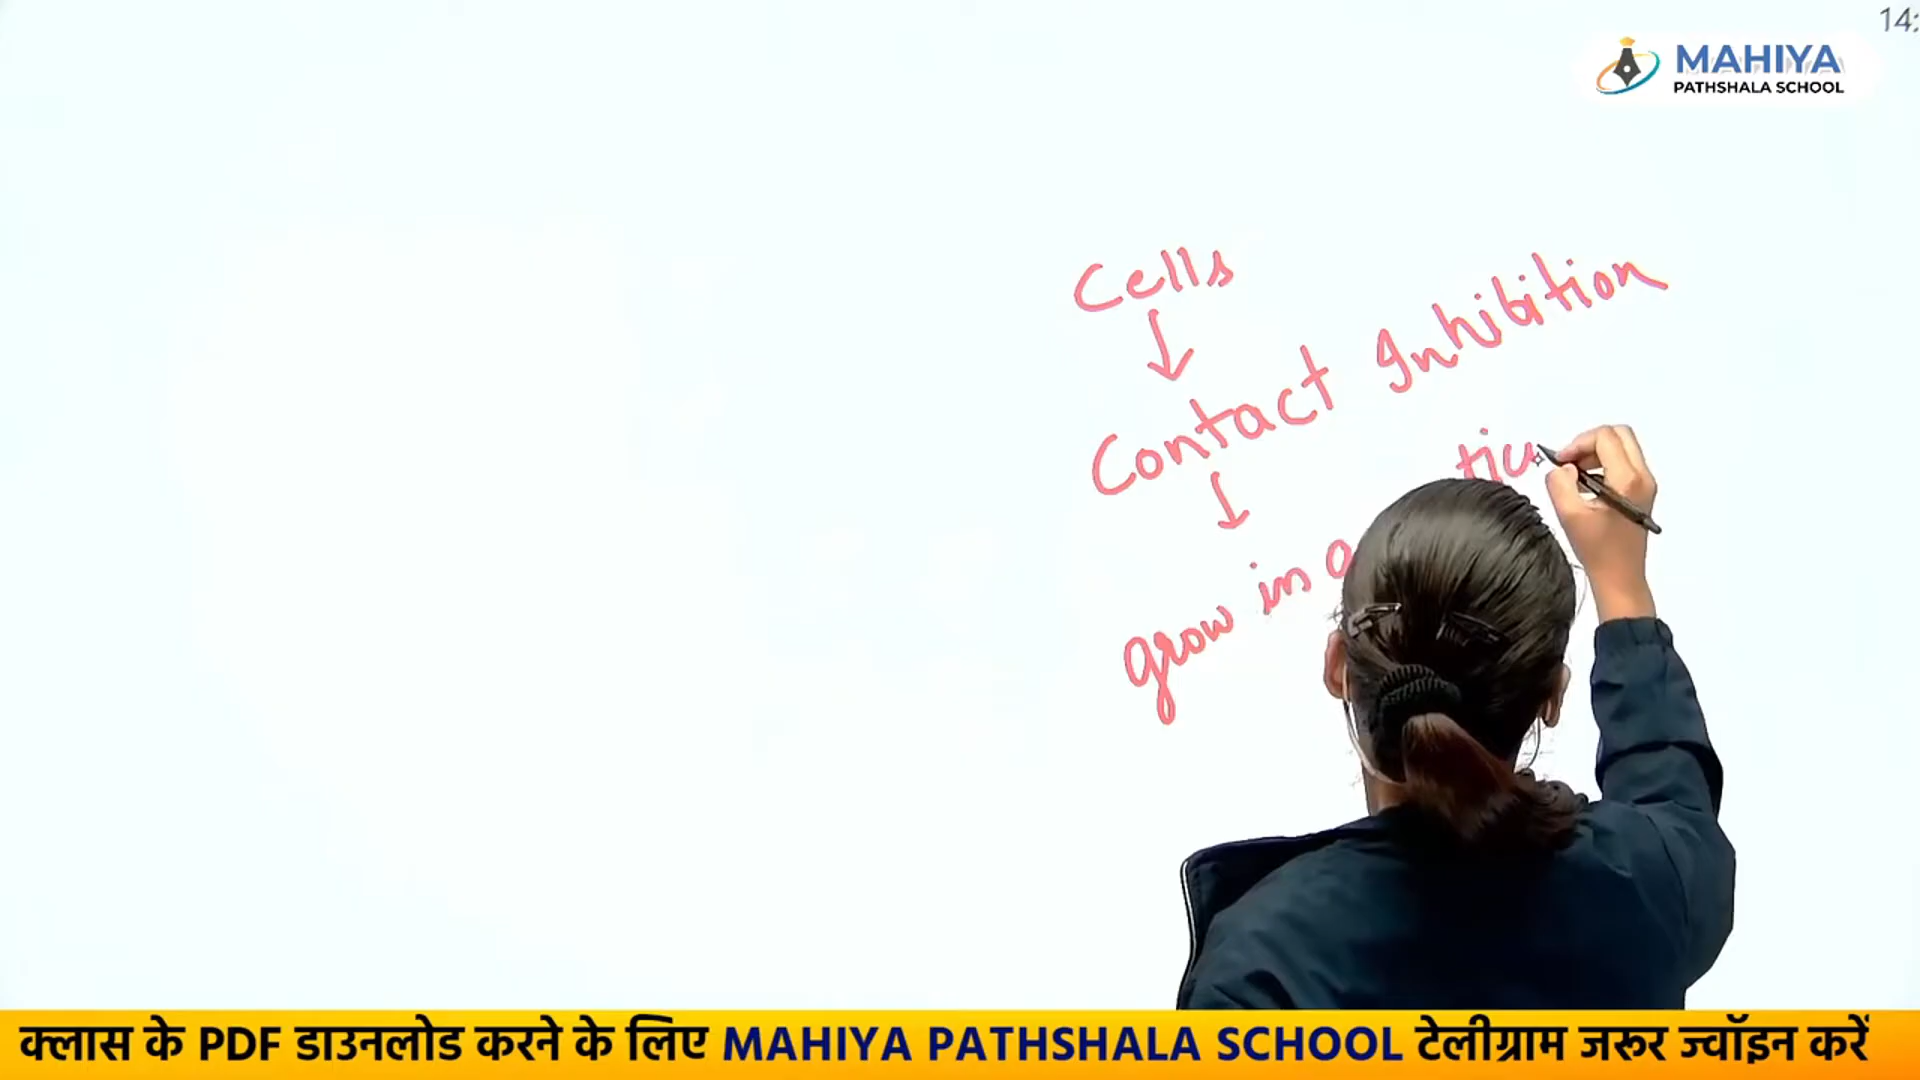 14:
MAHIYA
PATHSHALA SCHOOL
Cells
Contact Inhibition
grow in a
क्लास के PDF डाउनलोड करने के लिए MAHIYA PATHSHALA SCHOOL टेलीग्राम जरूर ज्वॉइन करें